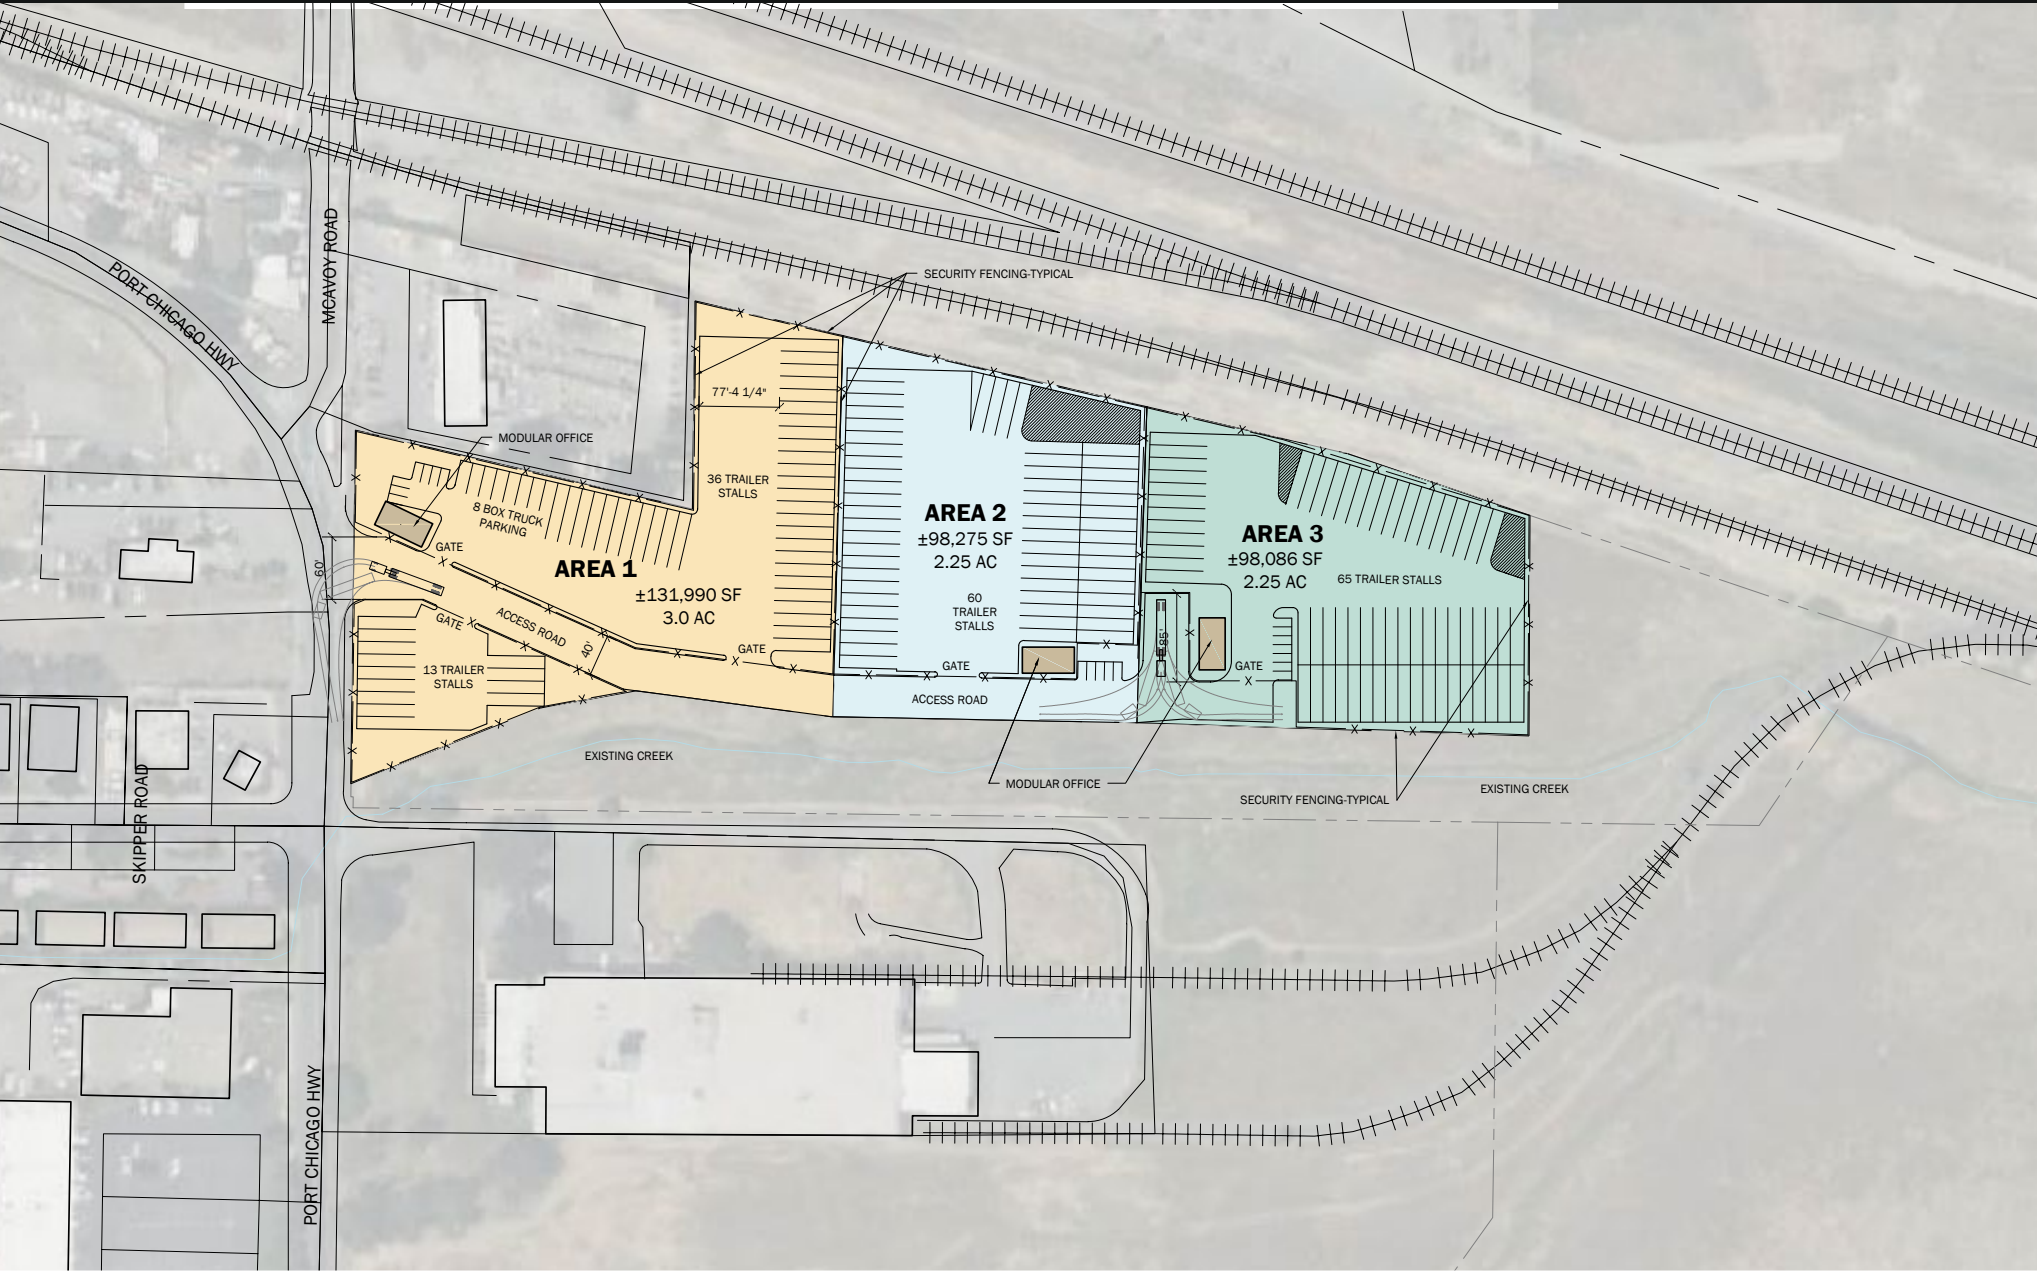 MCAVOY ROAD
PORT CHICAGO HWY
SECURITY FENCING-TYPICAL
77'-4 1/4"
MODULAR OFFICE
36 TRAILER
STALLS
8 BOX TRUCK
PARKING
GATE
60'
AREA 1
±131,990 SF
3.0 AC
ACCESS ROAD
GATE
40'
GATE
13 TRAILER
STALLS
AREA 2
±98,275 SF
2.25 AC
60
TRAILER
STALLS
GATE
ACCESS ROAD
AREA 3
±98,086 SF
2.25 AC
65 TRAILER STALLS
85'
GATE
EXISTING CREEK
MODULAR OFFICE
SECURITY FENCING-TYPICAL
EXISTING CREEK
SKIPPER ROAD
PORT CHICAGO HWY